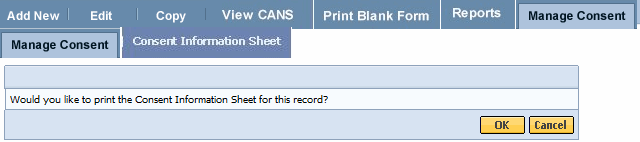 Add New Edit Copy View CANS Print Blank Form Reports Manage Consent
Manage Consent Consent Information Sheet
Would you like to print the Consent Information Sheet for this record?
OK Cancel